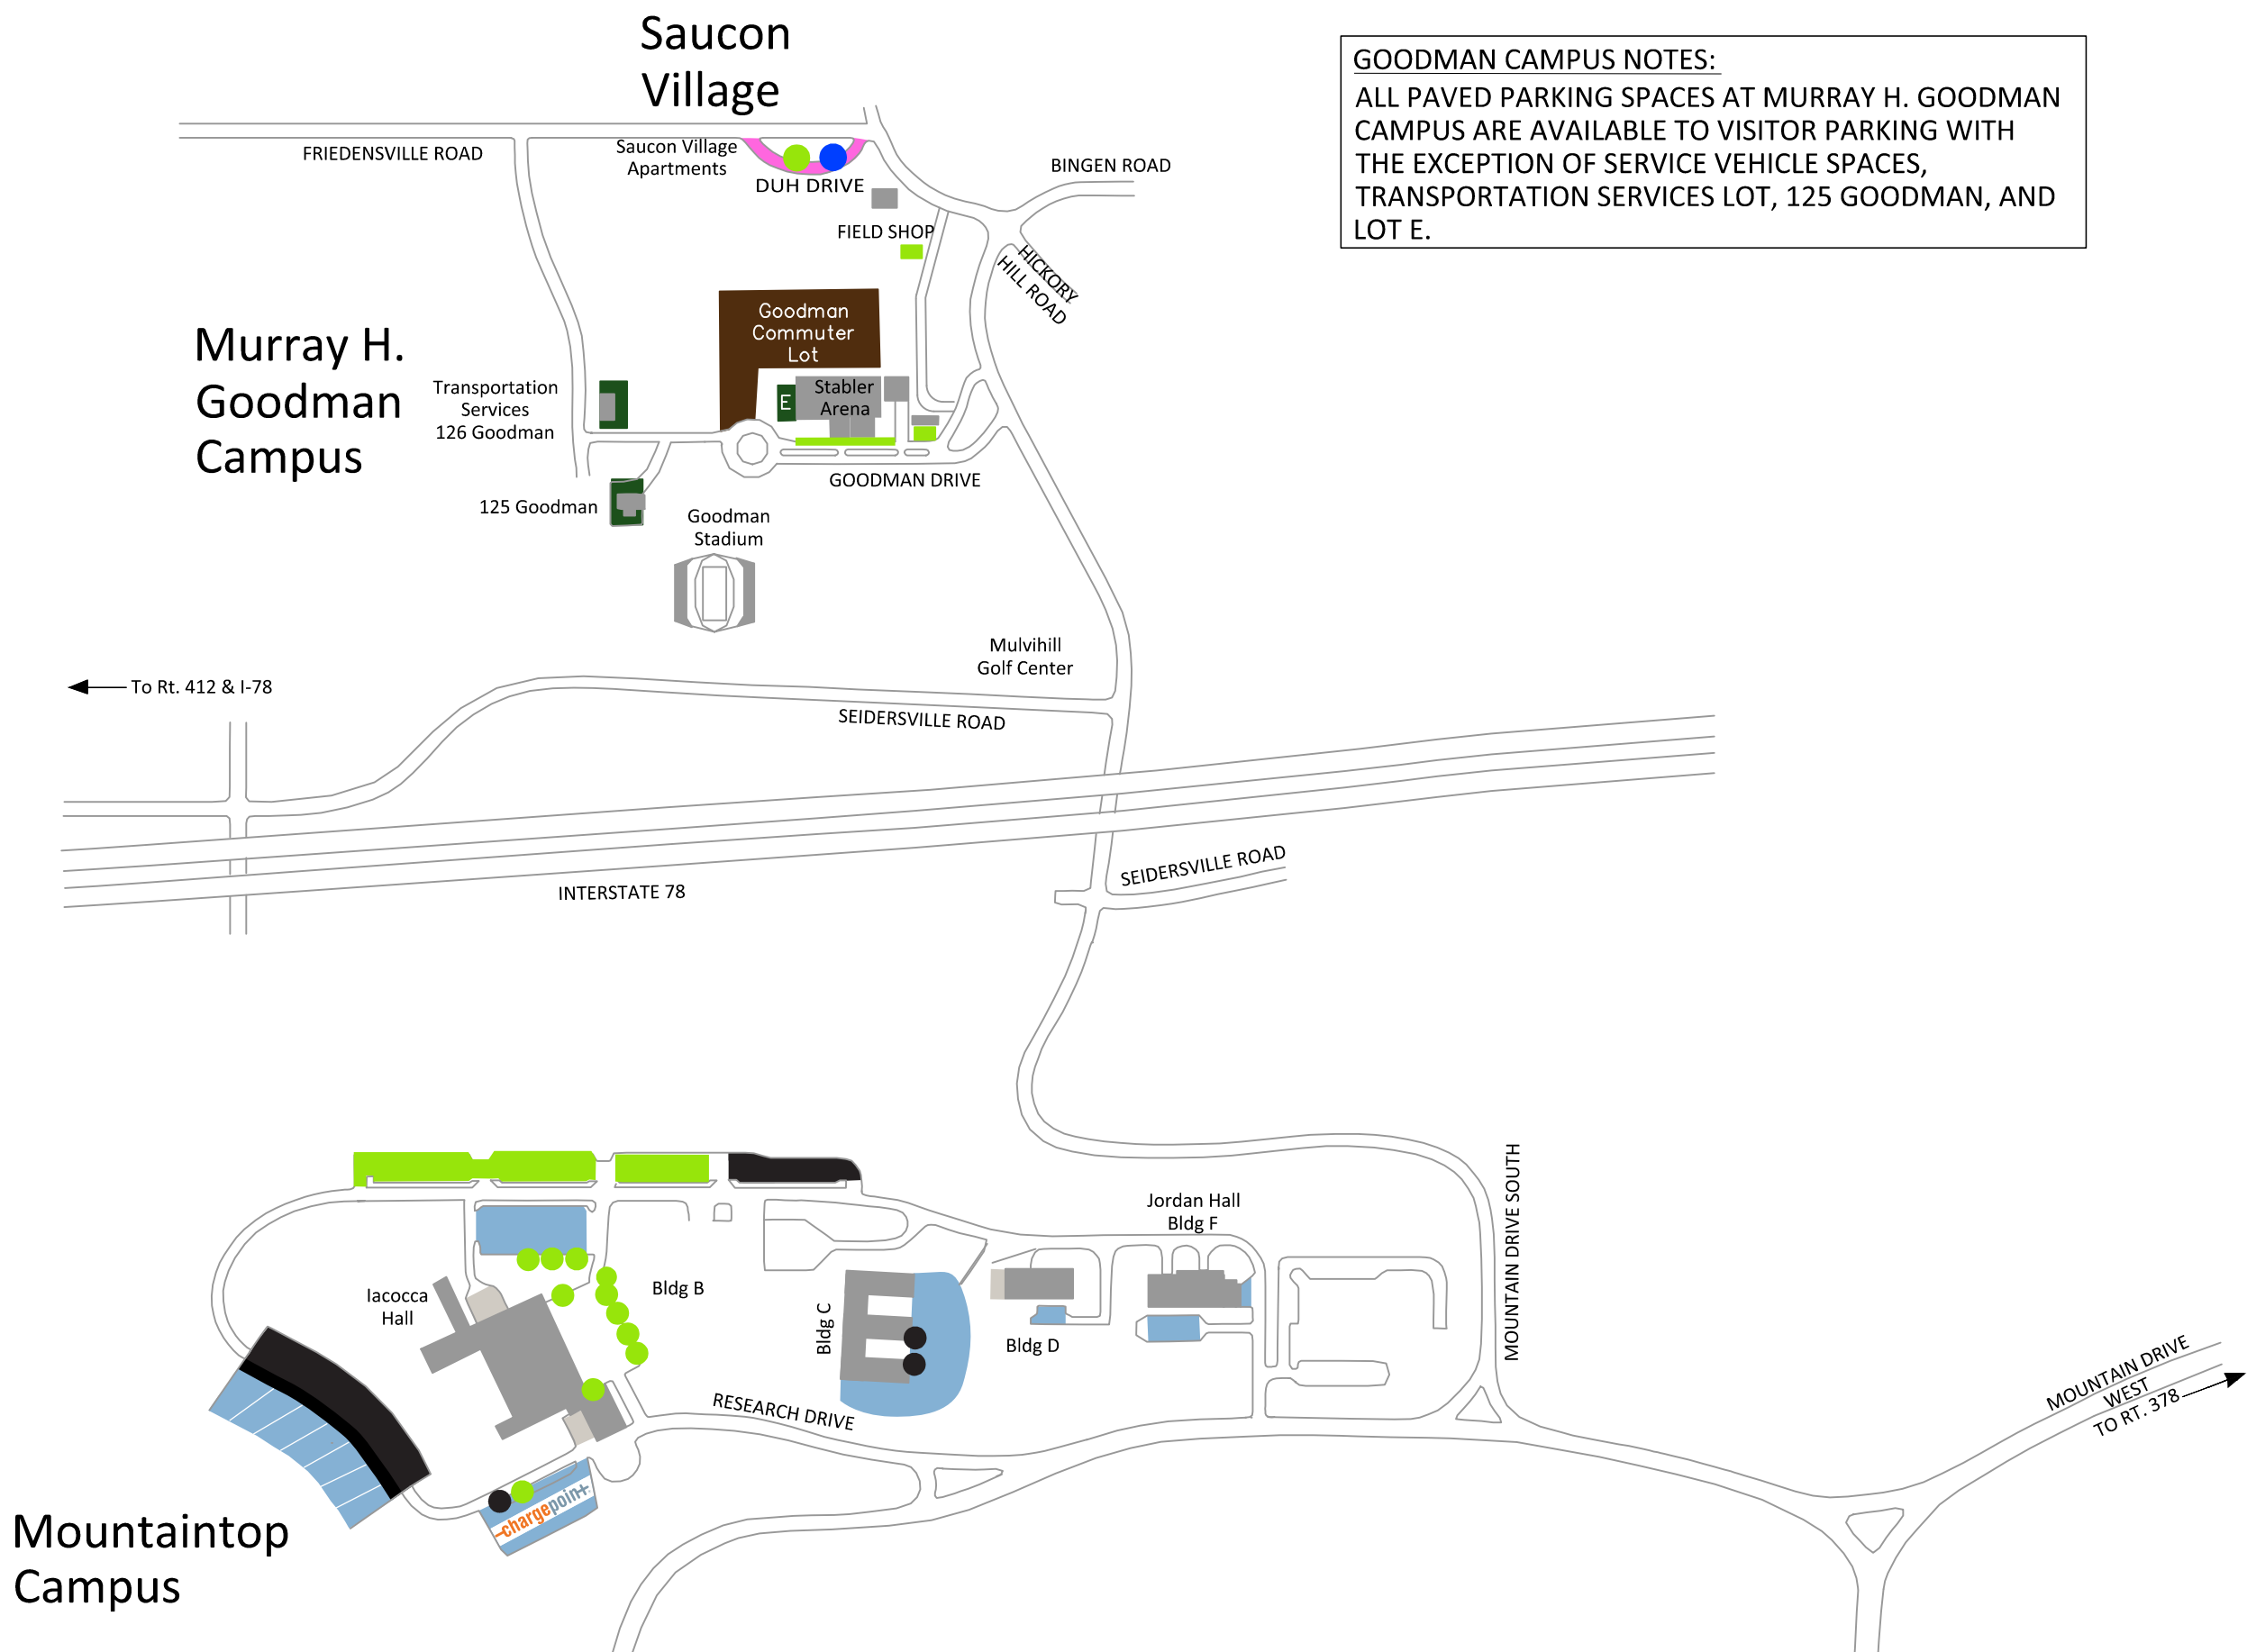 Saucon
Village
GOODMAN CAMPUS NOTES:
ALL PAVED PARKING SPACES AT MURRAY H. GOODMAN
CAMPUS ARE AVAILABLE TO VISITOR PARKING WITH
THE EXCEPTION OF SERVICE VEHICLE SPACES,
TRANSPORTATION SERVICES LOT, 125 GOODMAN, AND
LOT E.
FRIEDENSVILLE ROAD
Saucon Village
Apartments
DUH DRIVE
BINGEN ROAD
FIELD SHOP
HICKORY
HILL ROAD
Goodman
Commuter
Lot
Murray H.
Goodman
Campus
Transportation
Services
126 Goodman
E
Stabler
Arena
GOODMAN DRIVE
125 Goodman
Goodman
Stadium
Mulvihill
Golf Center
To Rt. 412 & I-78
SEIDERSVILLE ROAD
SEIDERSVILLE ROAD
INTERSTATE 78
MOUNTAIN DRIVE SOUTH
Jordan Hall
Bldg F
Iacocca
Hall
Bldg B
Bldg C
Bldg D
RESEARCH DRIVE
MOUNTAIN DRIVE
WEST
TO RT. 378
-chargepoin+
Mountaintop
Campus